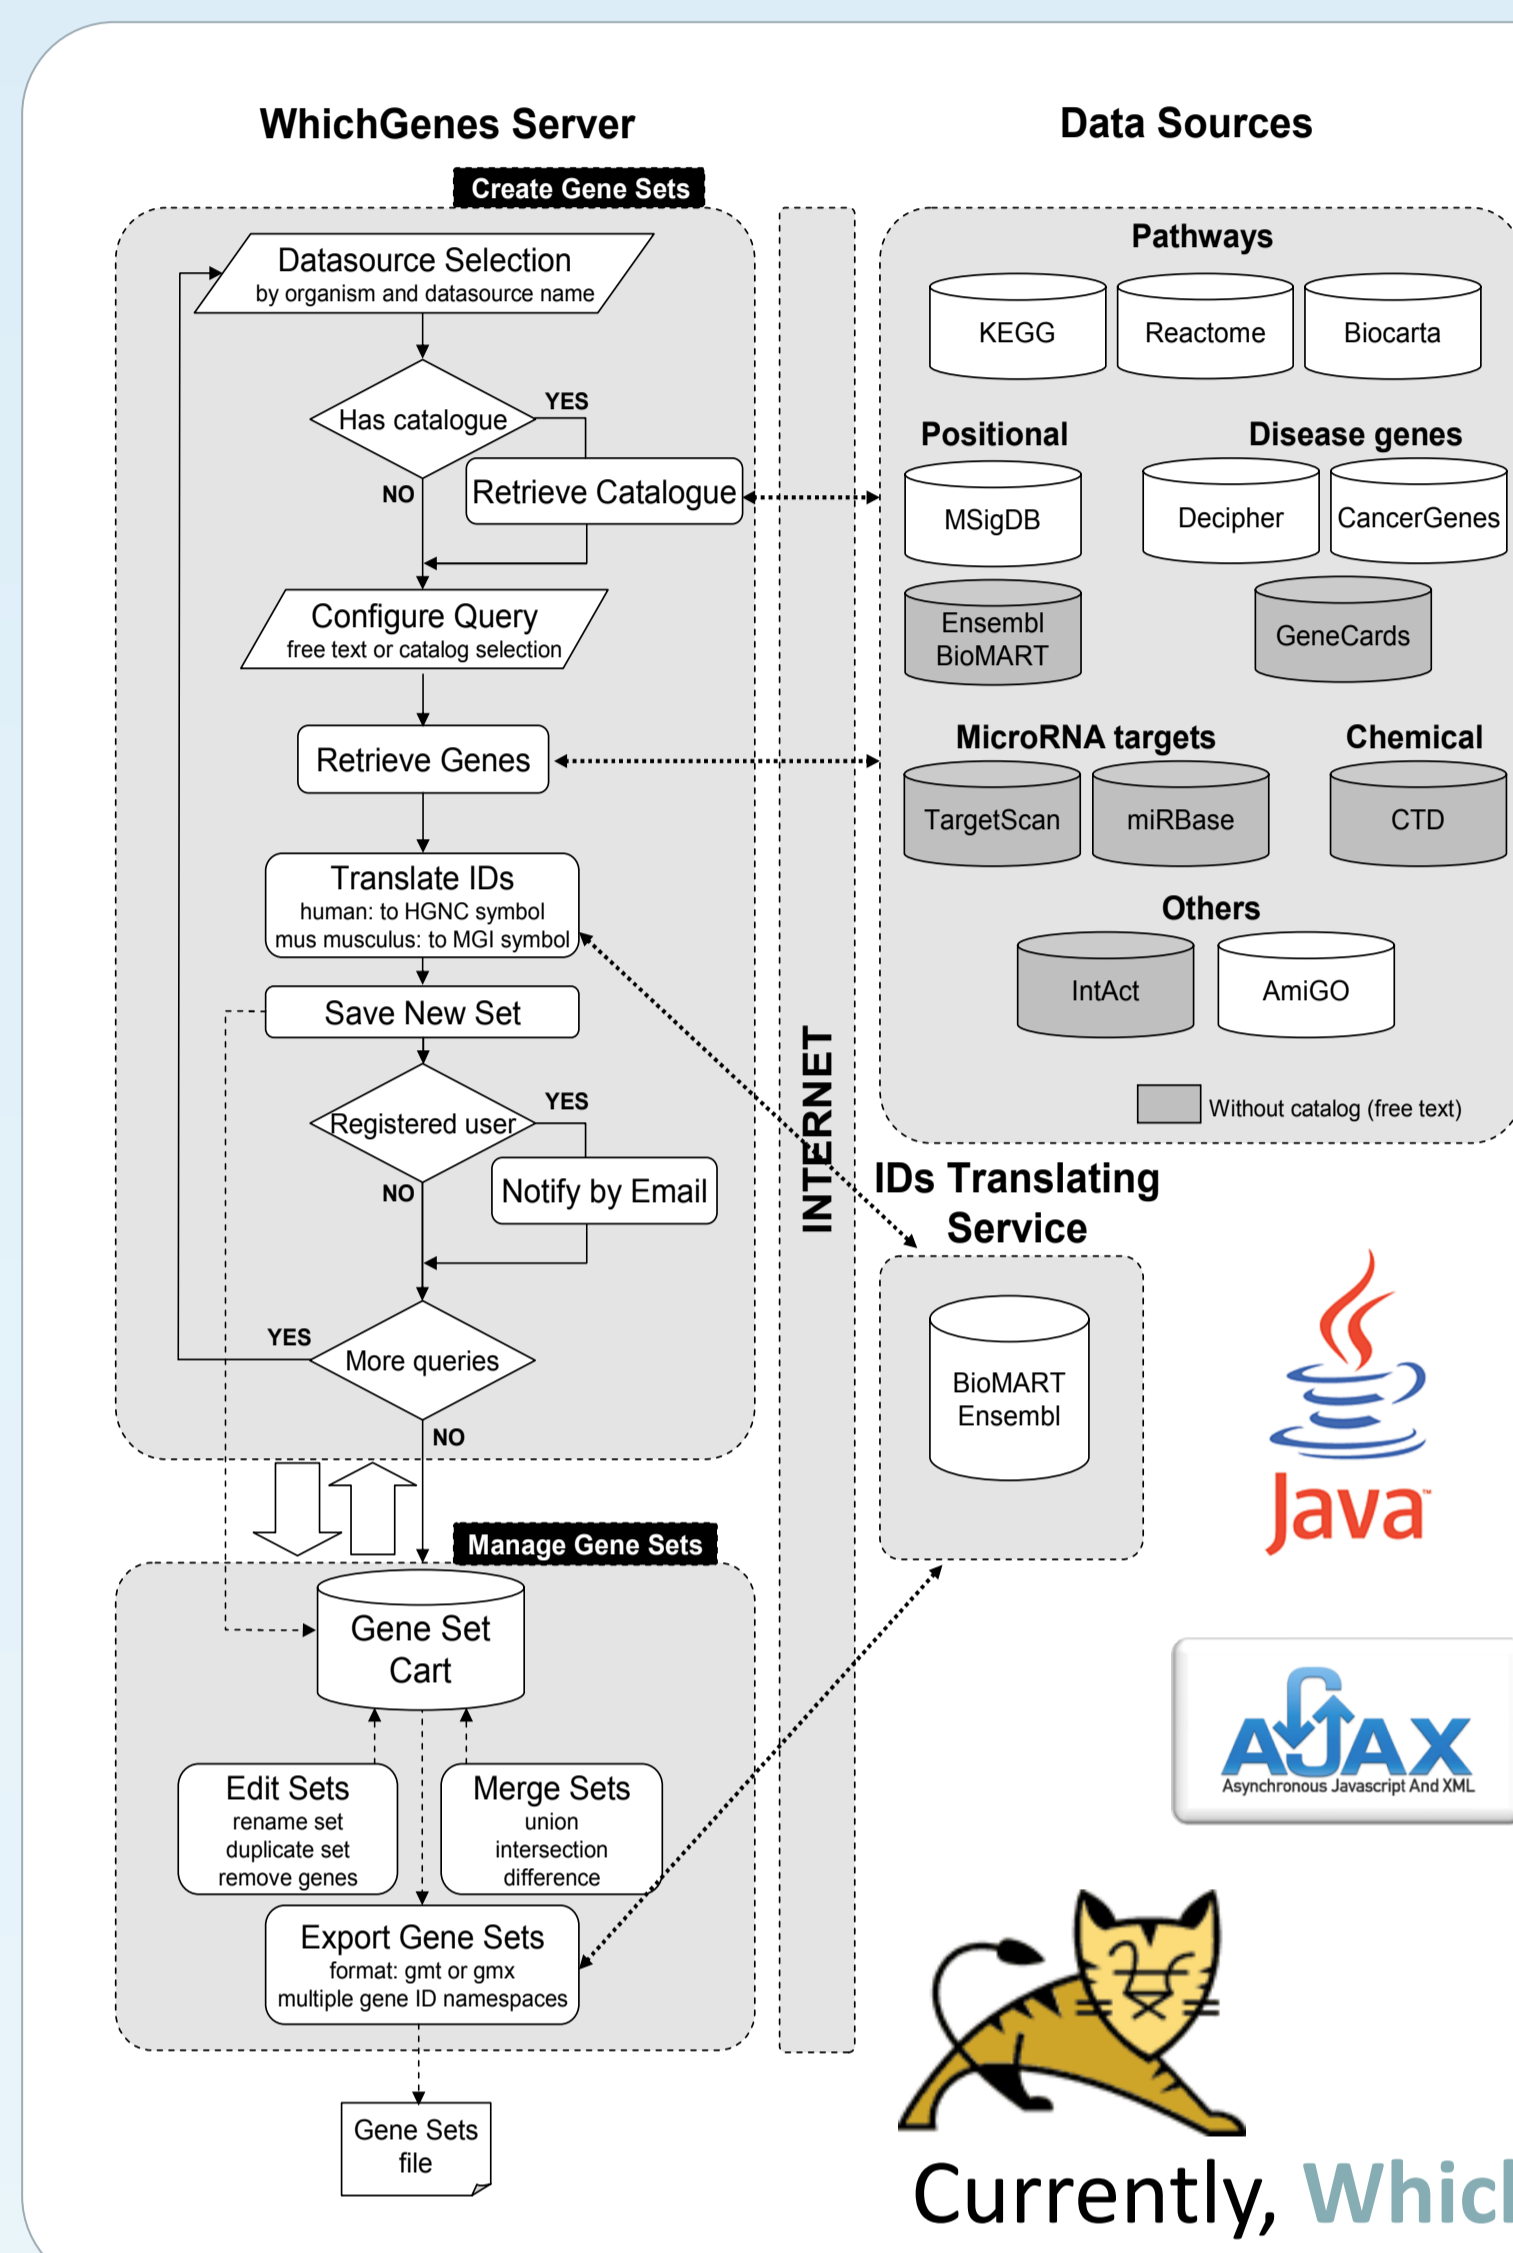 WhichGenes Server
Create Gene Sets
Datasource Selection
by organism and datasource name
Has catalogue
YES
NO
Retrieve Catalogue
Configure Query
free text or catalog selection
Retrieve Genes
Translate IDs
human: to HGNC symbol
mus musculus: to MGI symbol
Save New Set
Registered user
YES
NO
Notify by Email
More queries
YES
NO
Manage Gene Sets
Gene Set
Cart
Edit Sets
rename set
duplicate set
remove genes
Merge Sets
union
intersection
difference
Export Gene Sets
format: gmt or gmx
multiple gene ID namespaces
Gene Sets
file
INTERNET
Data Sources
Pathways
KEGG
Reactome
Biocarta
Positional
MSigDB
Ensembl
BioMART
Disease genes
Decipher
CancerGenes
GeneCards
MicroRNA targets
TargetScan
miRBase
Chemical
CTD
Others
IntAct
AmiGO
Without catalog (free text)
IDs Translating
Service
BioMART
Ensembl
Java™
AJAX
Asynchronous Javascript And XML
Currently, Which